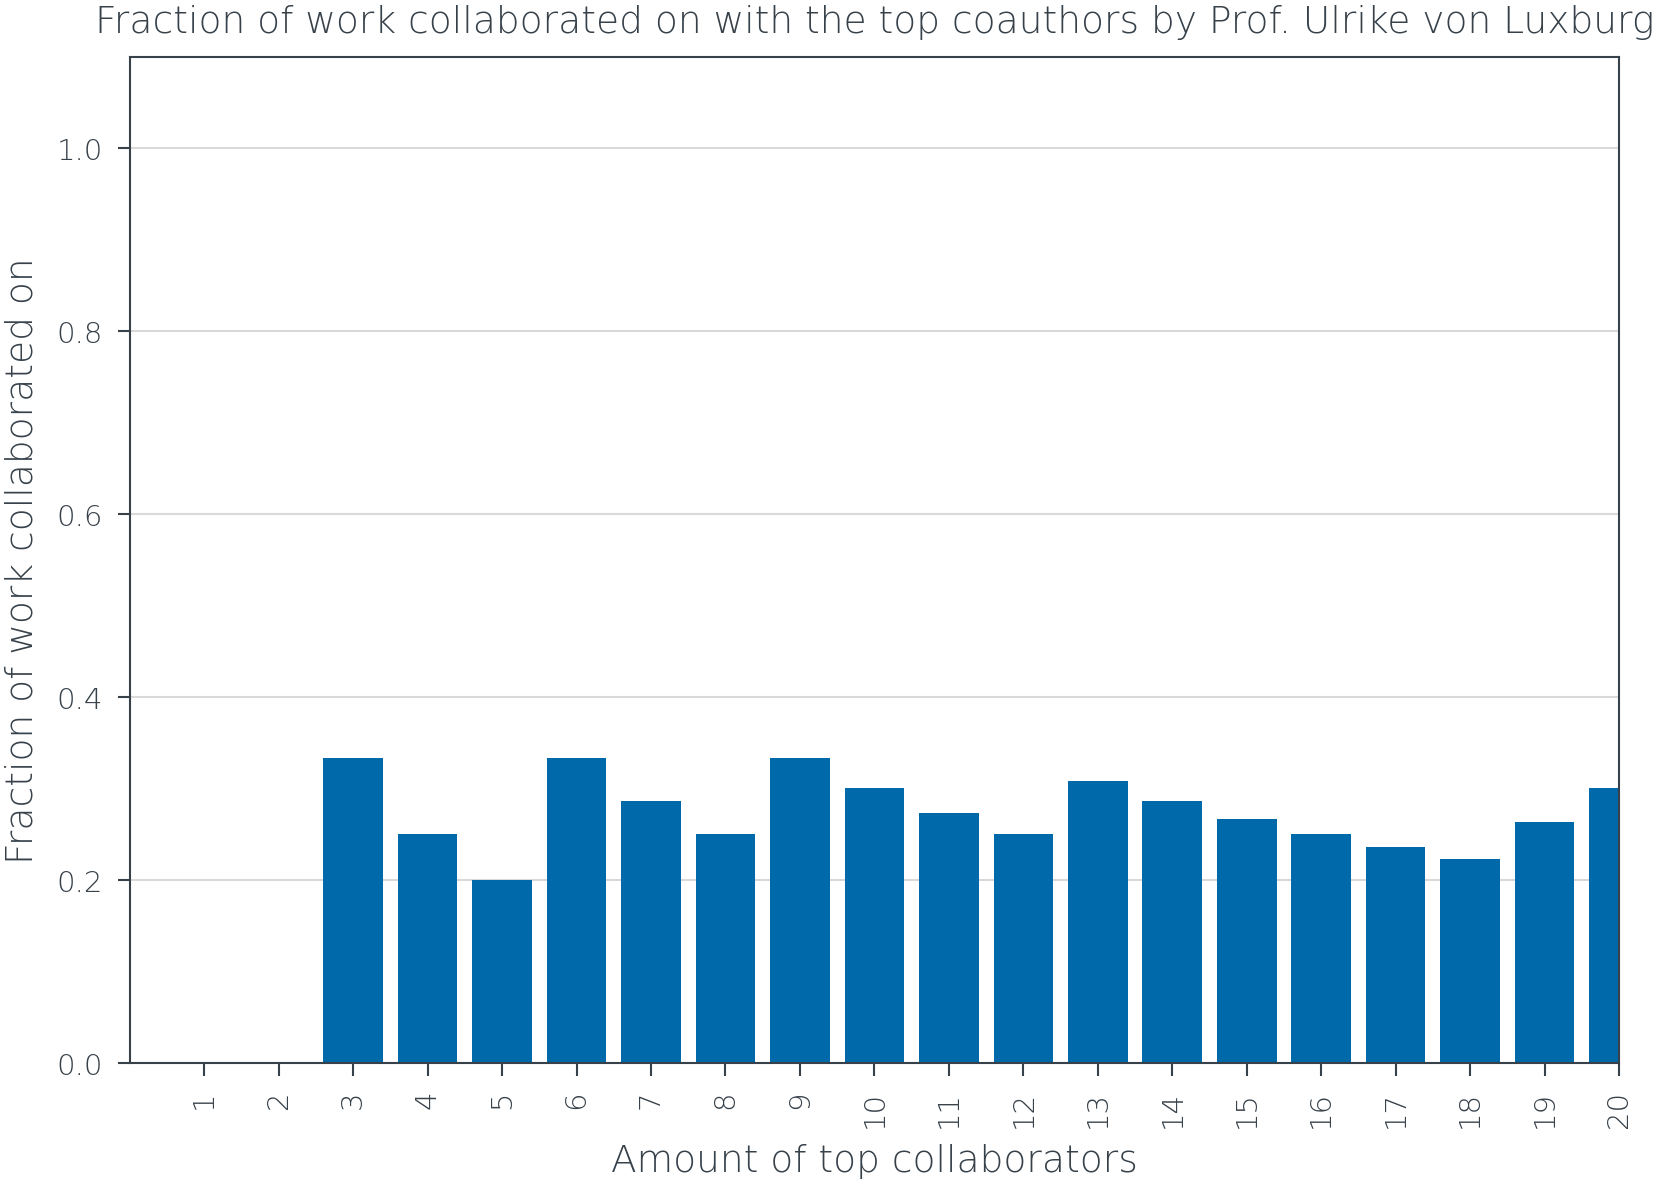 Fraction of work collaborated on with the top coauthors by Prof. Ulrike von Luxburg
Fraction of work collaborated on
1.0
0.8
0.6
0.4
0.2
0.0
1 2 3 4 5 6 7 8 9 10 11 12 13 14 15 16 17 18 19 20
Amount of top collaborators